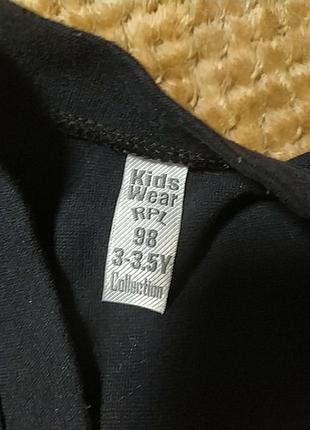 Kids
Wear
RPL
98
3-3.5Y
Collection